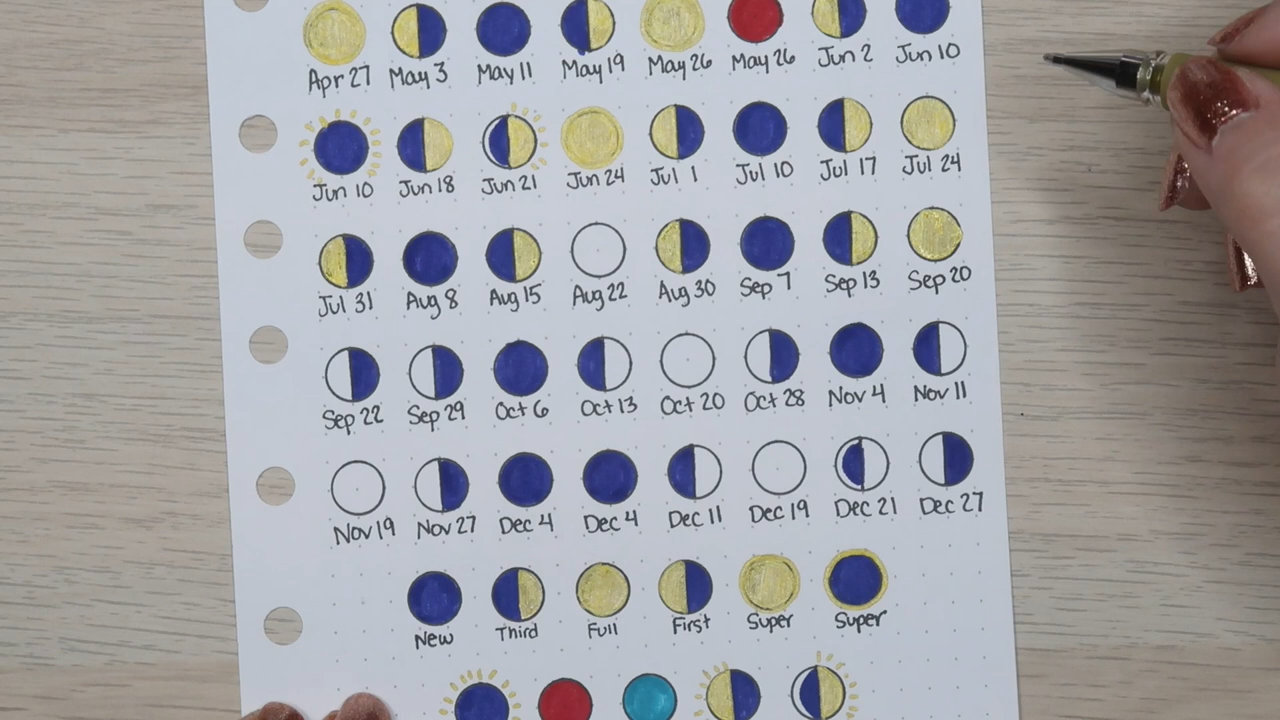 Apr 27 May 3 May 11 May 19 May 26 May 26 Jun 2 Jun 10
Jun 10 Jun 18 Jun 21 Jun 24 Jul 1 Jul 10 Jul 17 Jul 24
Jul 31 Aug 8 Aug 15 Aug 22 Aug 30 Sep 7 Sep 13 Sep 20
Sep 22 Sep 29 Oct 6 Oct 13 Oct 20 Oct 28 Nov 4 Nov 11
Nov 19 Nov 27 Dec 4 Dec 4 Dec 11 Dec 19 Dec 21 Dec 27
New Third Full First Super Super